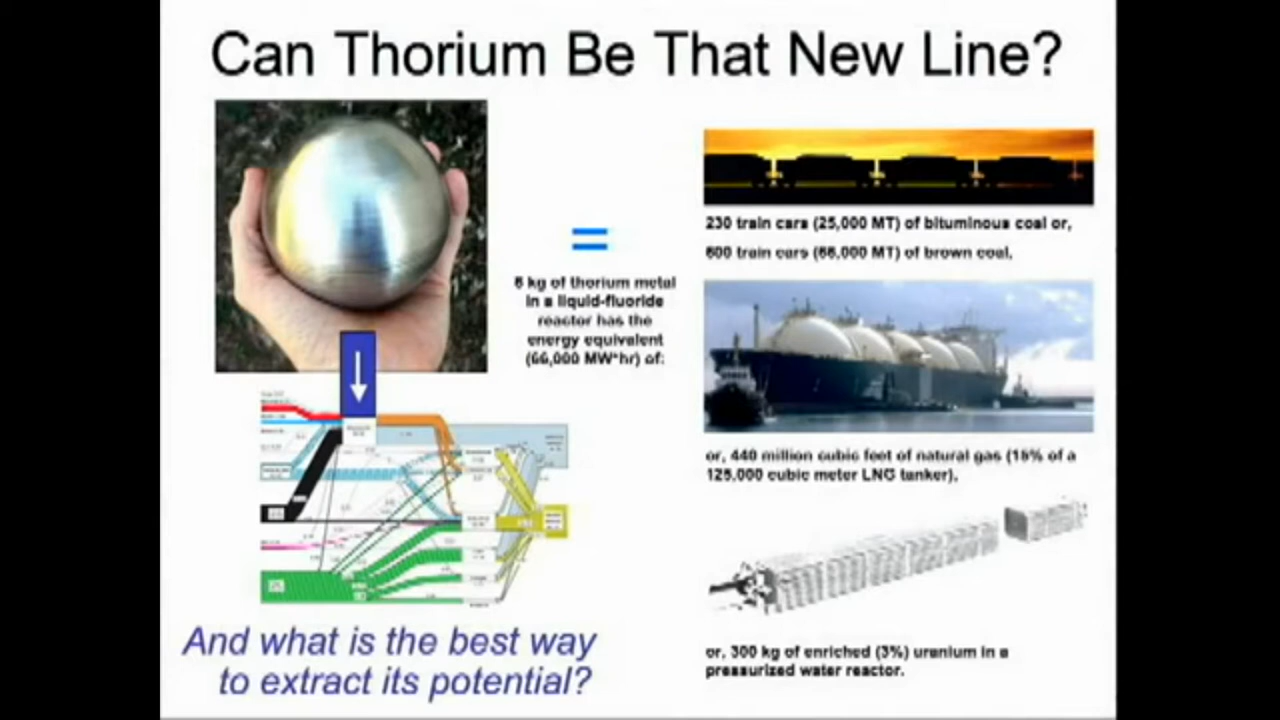 Can Thorium Be That New Line?
=
6 kg of thorium metal
in a liquid-fluoride
reactor has the
energy equivalent
(66,000 MW*hr) of:
230 train cars (25,000 MT) of bituminous coal or,
600 train cars (66,000 MT) of brown coal,
or, 440 million cubic feet of natural gas (15% of a
125,000 cubic meter LNG tanker),
or, 300 kg of enriched (3%) uranium in a
pressurized water reactor.
And what is the best way
to extract its potential?